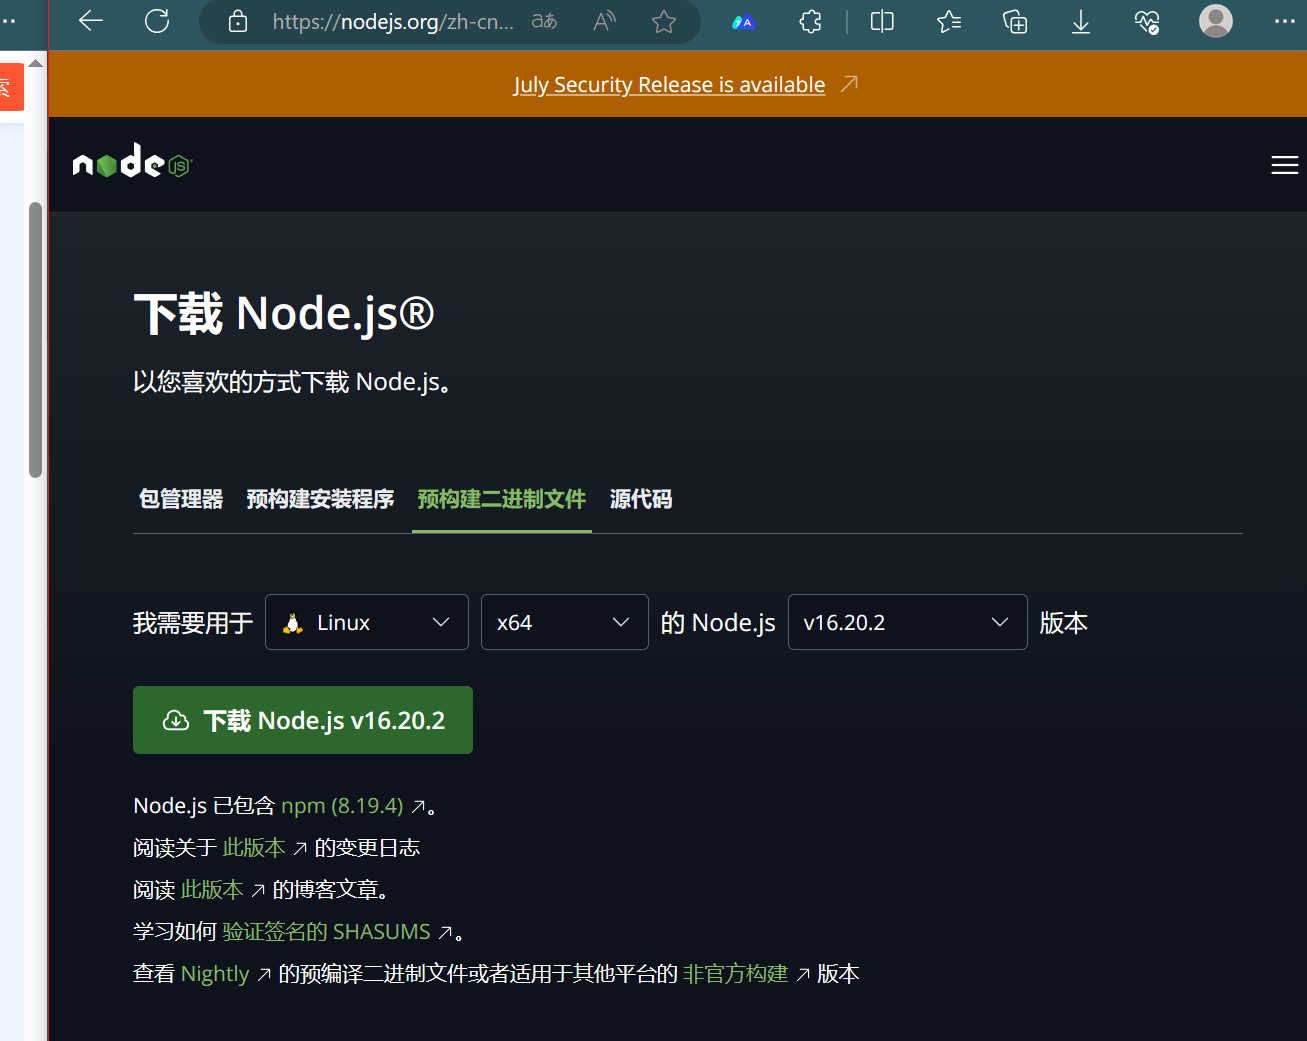 https://nodejs.org/zh-cn...
索
July Security Release is available
node JS
下载 Node.js®
以您喜欢的方式下载 Node.js。
包管理器 预构建安装程序 预构建二进制文件 源代码
我需要用于 Linux x64 的 Node.js v16.20.2 版本
下载 Node.js v16.20.2
Node.js 已包含 npm (8.19.4) 。
阅读关于 此版本 的变更日志
阅读 此版本 的博客文章。
学习如何 验证签名的 SHASUMS 。
查看 Nightly 的预编译二进制文件或者适用于其他平台的 非官方构建 版本